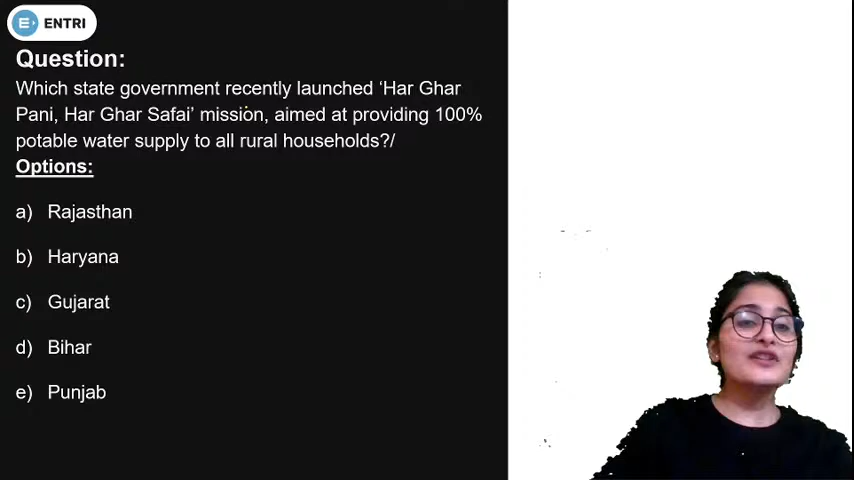 ENTRI
Question:
Which state government recently launched ‘Har Ghar
Pani, Har Ghar Safai’ mission, aimed at providing 100%
potable water supply to all rural households?/
Options:
a) Rajasthan
b) Haryana
c) Gujarat
d) Bihar
e) Punjab